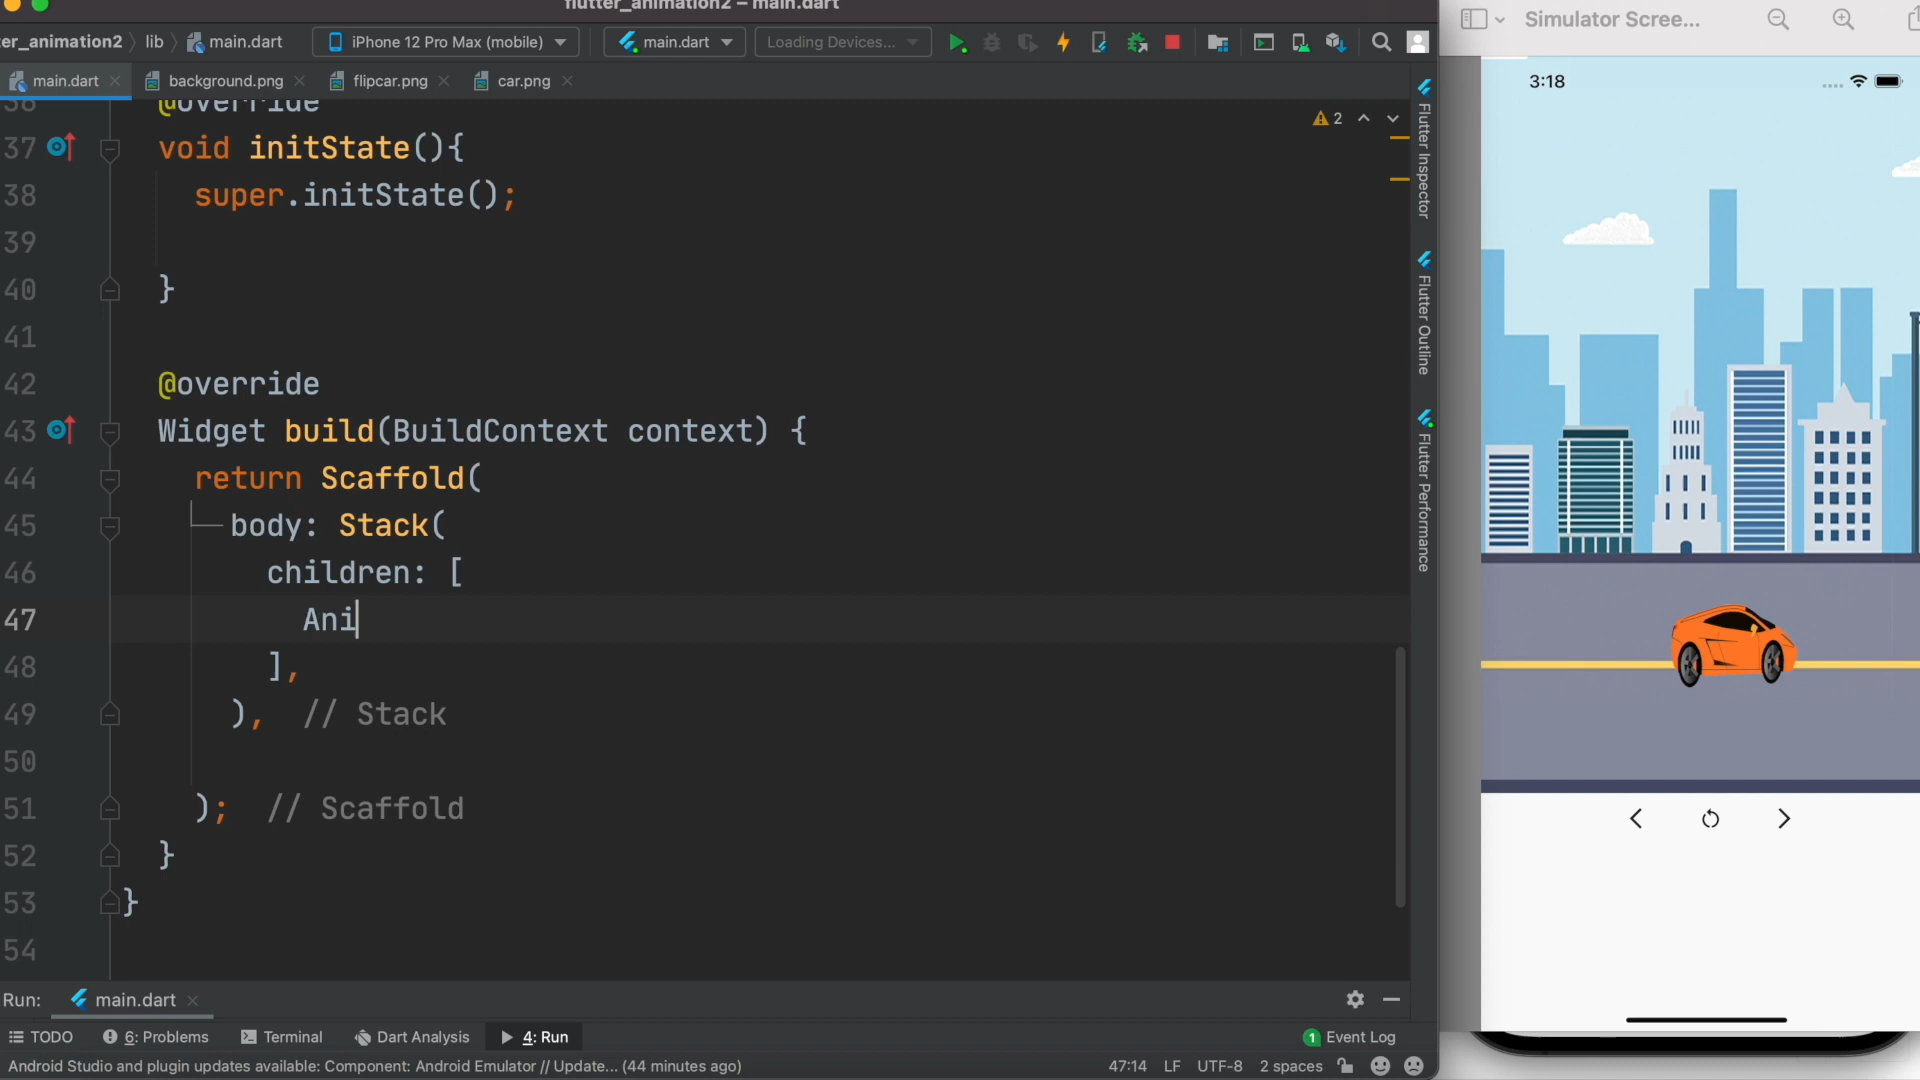 flutter_animation2 – main.dart
ter_animation2 lib main.dart iPhone 12 Pro Max (mobile) main.dart Loading Devices...
main.dart background.png flipcar.png car.png
36 @override
37 void initState(){
38 super.initState();
39
40 }
41
42 @override
43 Widget build(BuildContext context) {
44 return Scaffold(
45 body: Stack(
46 children: [
47 Ani
48 ],
49 ), // Stack
50
51 ); // Scaffold
52 }
53 }
54
2
Flutter Inspector
Flutter Outline
Flutter Performance
Run: main.dart
TODO 6: Problems Terminal Dart Analysis 4: Run 1 Event Log
Android Studio and plugin updates available: Component: Android Emulator // Update... (44 minutes ago) 47:14 LF UTF-8 2 spaces
Simulator Scree...
3:18